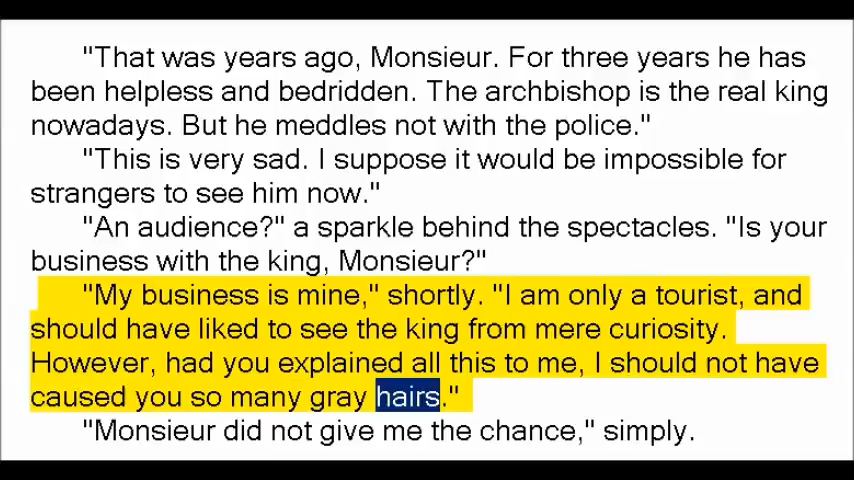 "That was years ago, Monsieur. For three years he has
been helpless and bedridden. The archbishop is the real king
nowadays. But he meddles not with the police."
"This is very sad. I suppose it would be impossible for
strangers to see him now."
"An audience?" a sparkle behind the spectacles. "Is your
business with the king, Monsieur?"
"My business is mine," shortly. "I am only a tourist, and
should have liked to see the king from mere curiosity.
However, had you explained all this to me, I should not have
caused you so many gray hairs."
"Monsieur did not give me the chance," simply.